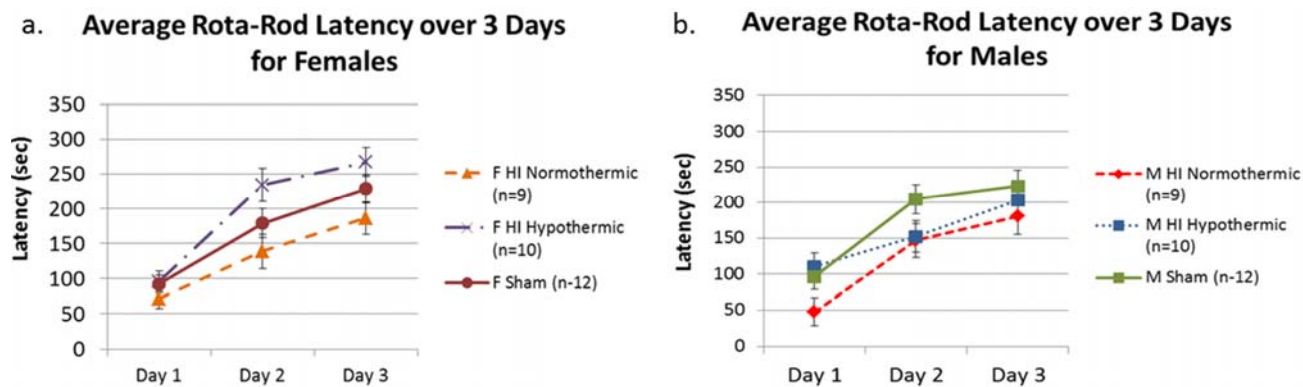 a.
Average Rota-Rod Latency over 3 Days
for Females
Latency (sec)
350
300
250
200
150
100
50
0
Day 1 Day 2 Day 3
F HI Normothermic
(n=9)
F HI Hypothermic
(n=10)
F Sham (n-12)
b.
Average Rota-Rod Latency over 3 Days
for Males
Latency (sec)
350
300
250
200
150
100
50
0
Day 1 Day 2 Day 3
M HI Normothermic
(n=9)
M HI Hypothermic
(n=10)
M Sham (n-12)